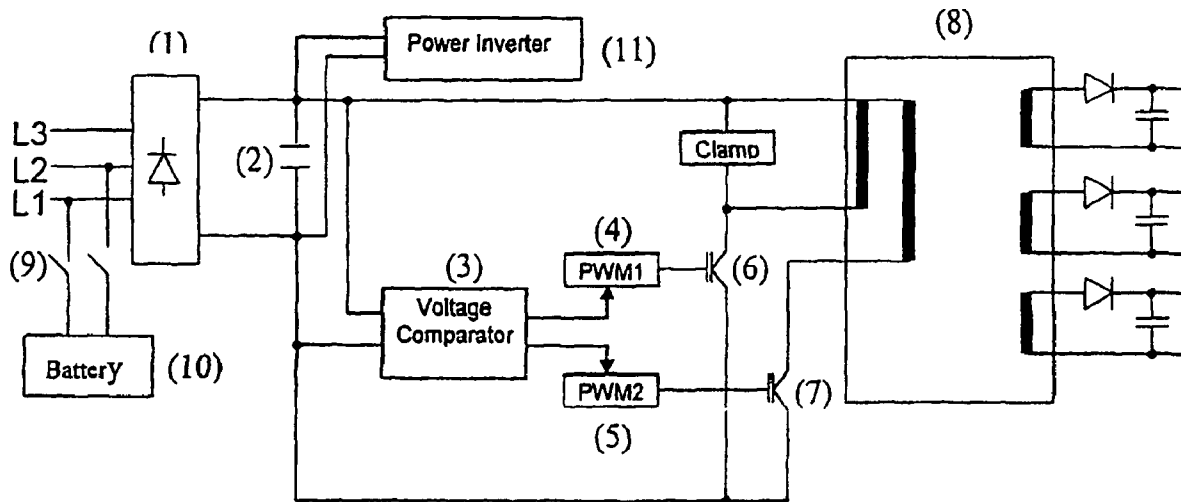 (1)
Power Inverter
(11)
(8)
L3
L2
L1
(2)
Clamp
(9)
(3)
(4)
PWM1
(6)
Voltage
Comparator
Battery
(10)
PWM2
(7)
(5)